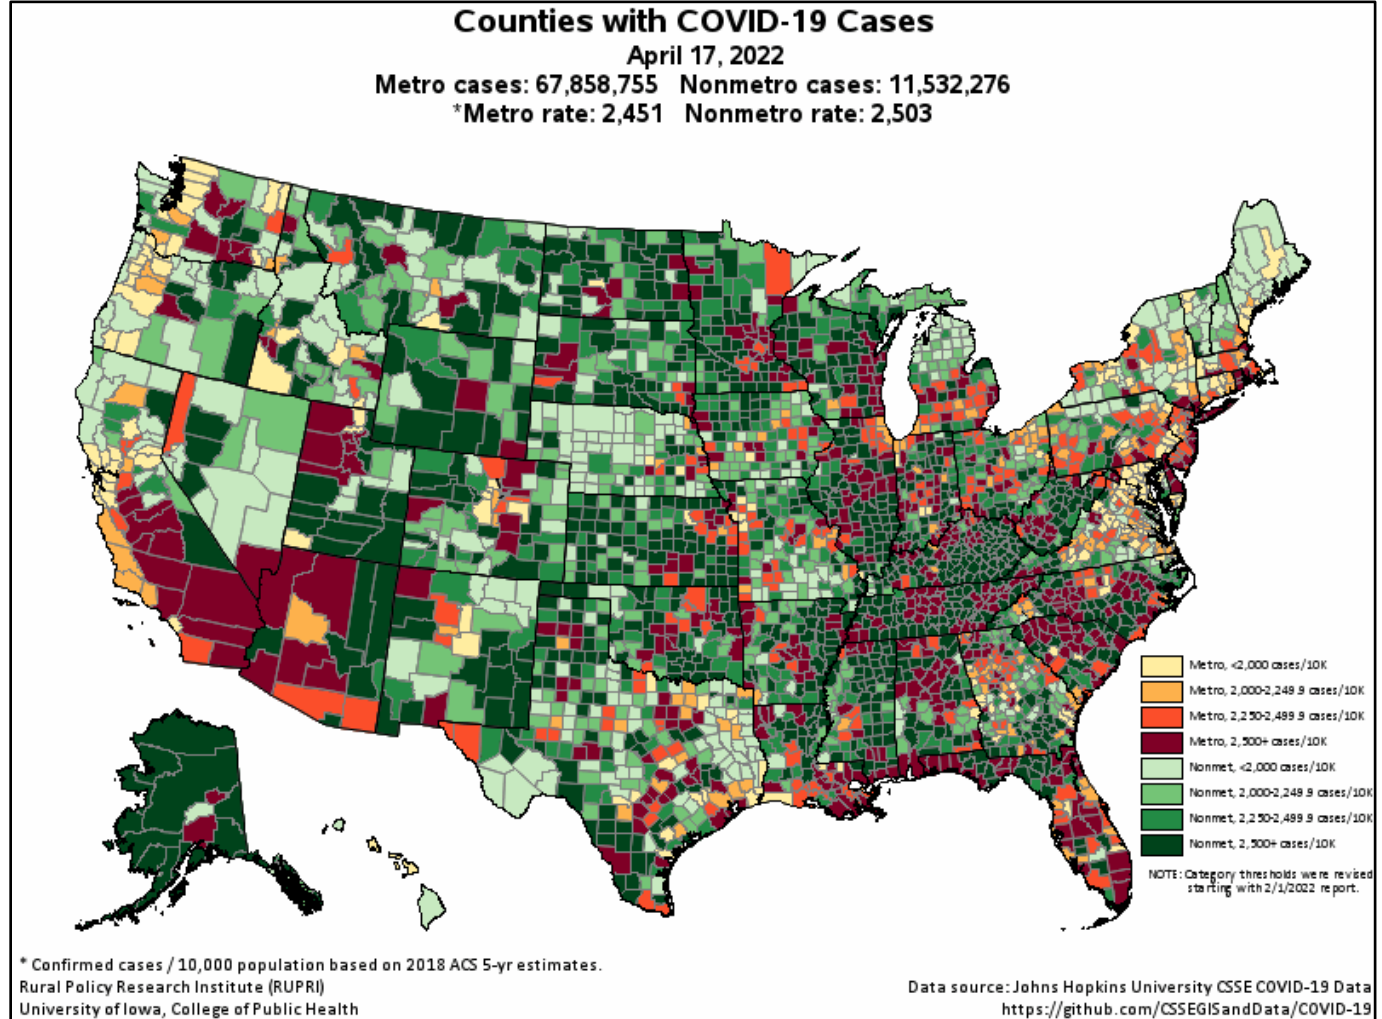 Counties with COVID-19 Cases
April 17, 2022
Metro cases: 67,858,755 Nonmetro cases: 11,532,276
*Metro rate: 2,451 Nonmetro rate: 2,503
Metro, <2,000 cases/10K
Metro, 2,000-2,249.9 cases/10K
Metro, 2,250-2,499.9 cases/10K
Metro, 2,500+ cases/10K
Nonmet, <2,000 cases/10K
Nonmet, 2,000-2,249.9 cases/10K
Nonmet, 2,250-2,499.9 cases/10K
Nonmet, 2,500+ cases/10K
NOTE: Category thresholds were revised
starting with 2/1/2022 report.
* Confirmed cases / 10,000 population based on 2018 ACS 5-yr estimates.
Rural Policy Research Institute (RUPRI)
University of Iowa, College of Public Health
Data source: Johns Hopkins University CSSE COVID-19 Data
https://github.com/CSSEGISandData/COVID-19